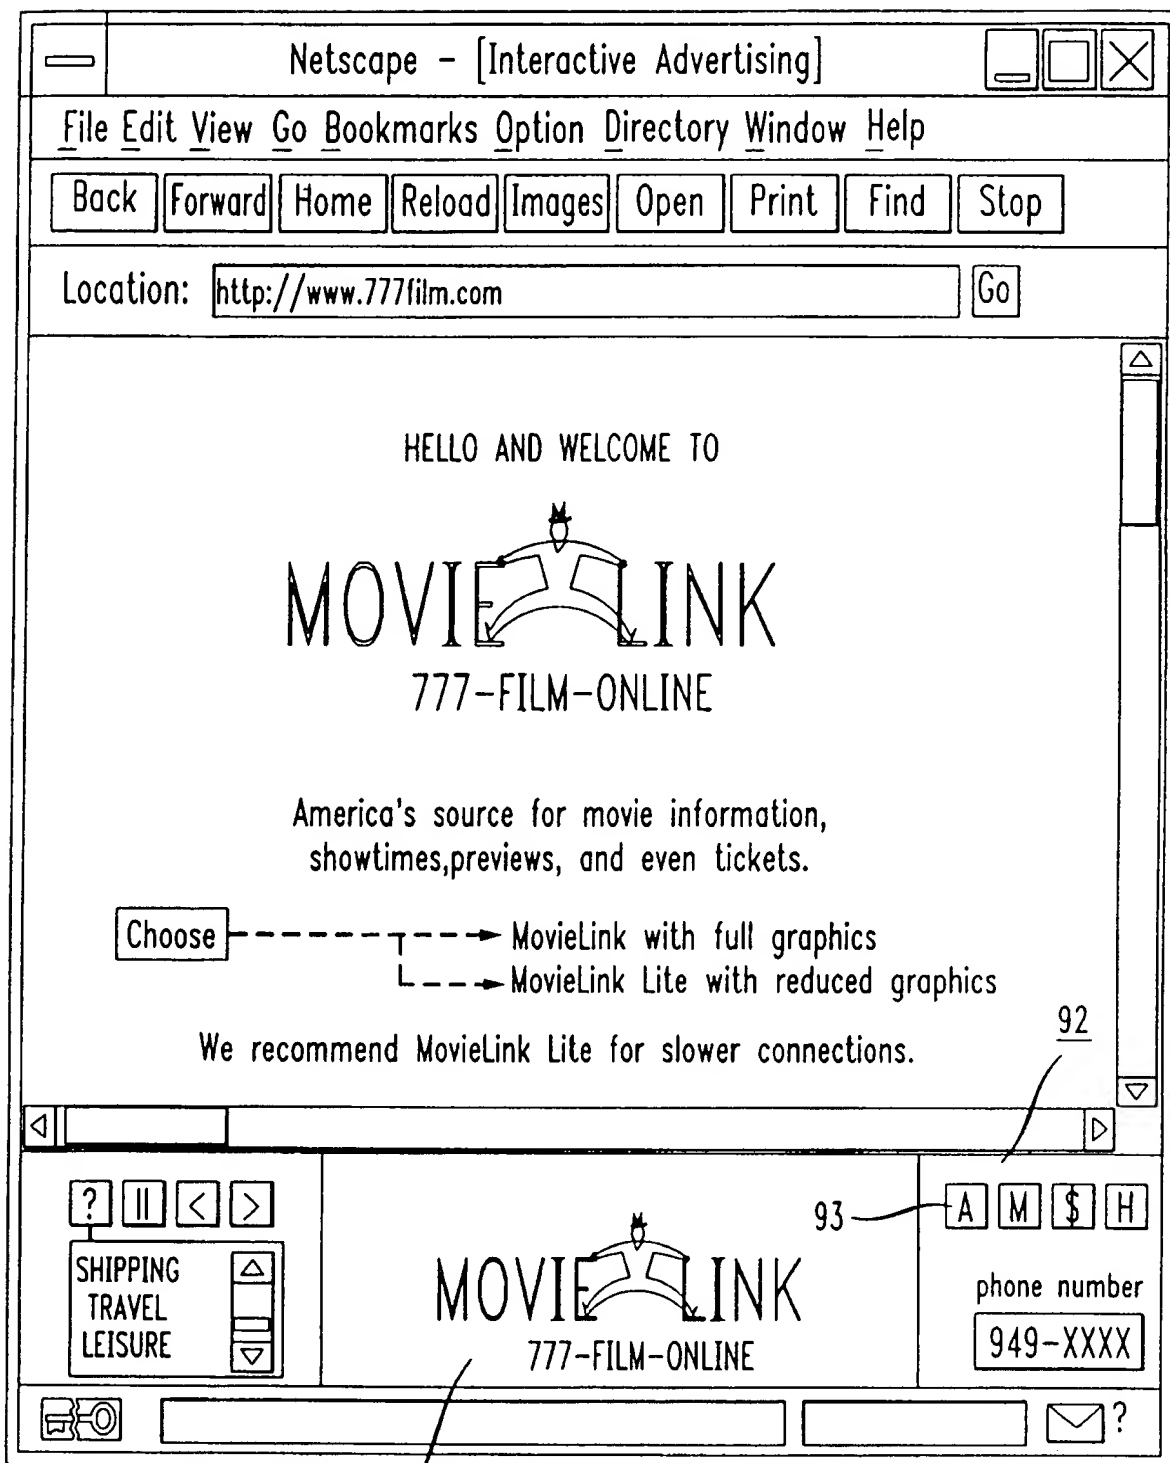 Netscape - [Interactive Advertising]
File Edit View Go Bookmarks Option Directory Window Help
Back Forward Home Reload Images Open Print Find Stop
Location: http://www.777film.com Go
HELLO AND WELCOME TO
MOVIELINK
777-FILM-ONLINE
America's source for movie information,
showtimes,previews, and even tickets.
Choose MovieLink with full graphics
MovieLink Lite with reduced graphics
We recommend MovieLink Lite for slower connections.
92
? || < >
SHIPPING
TRAVEL
LEISURE
MOVIELINK
777-FILM-ONLINE
93 A M $ H
phone number
949-XXXX
?